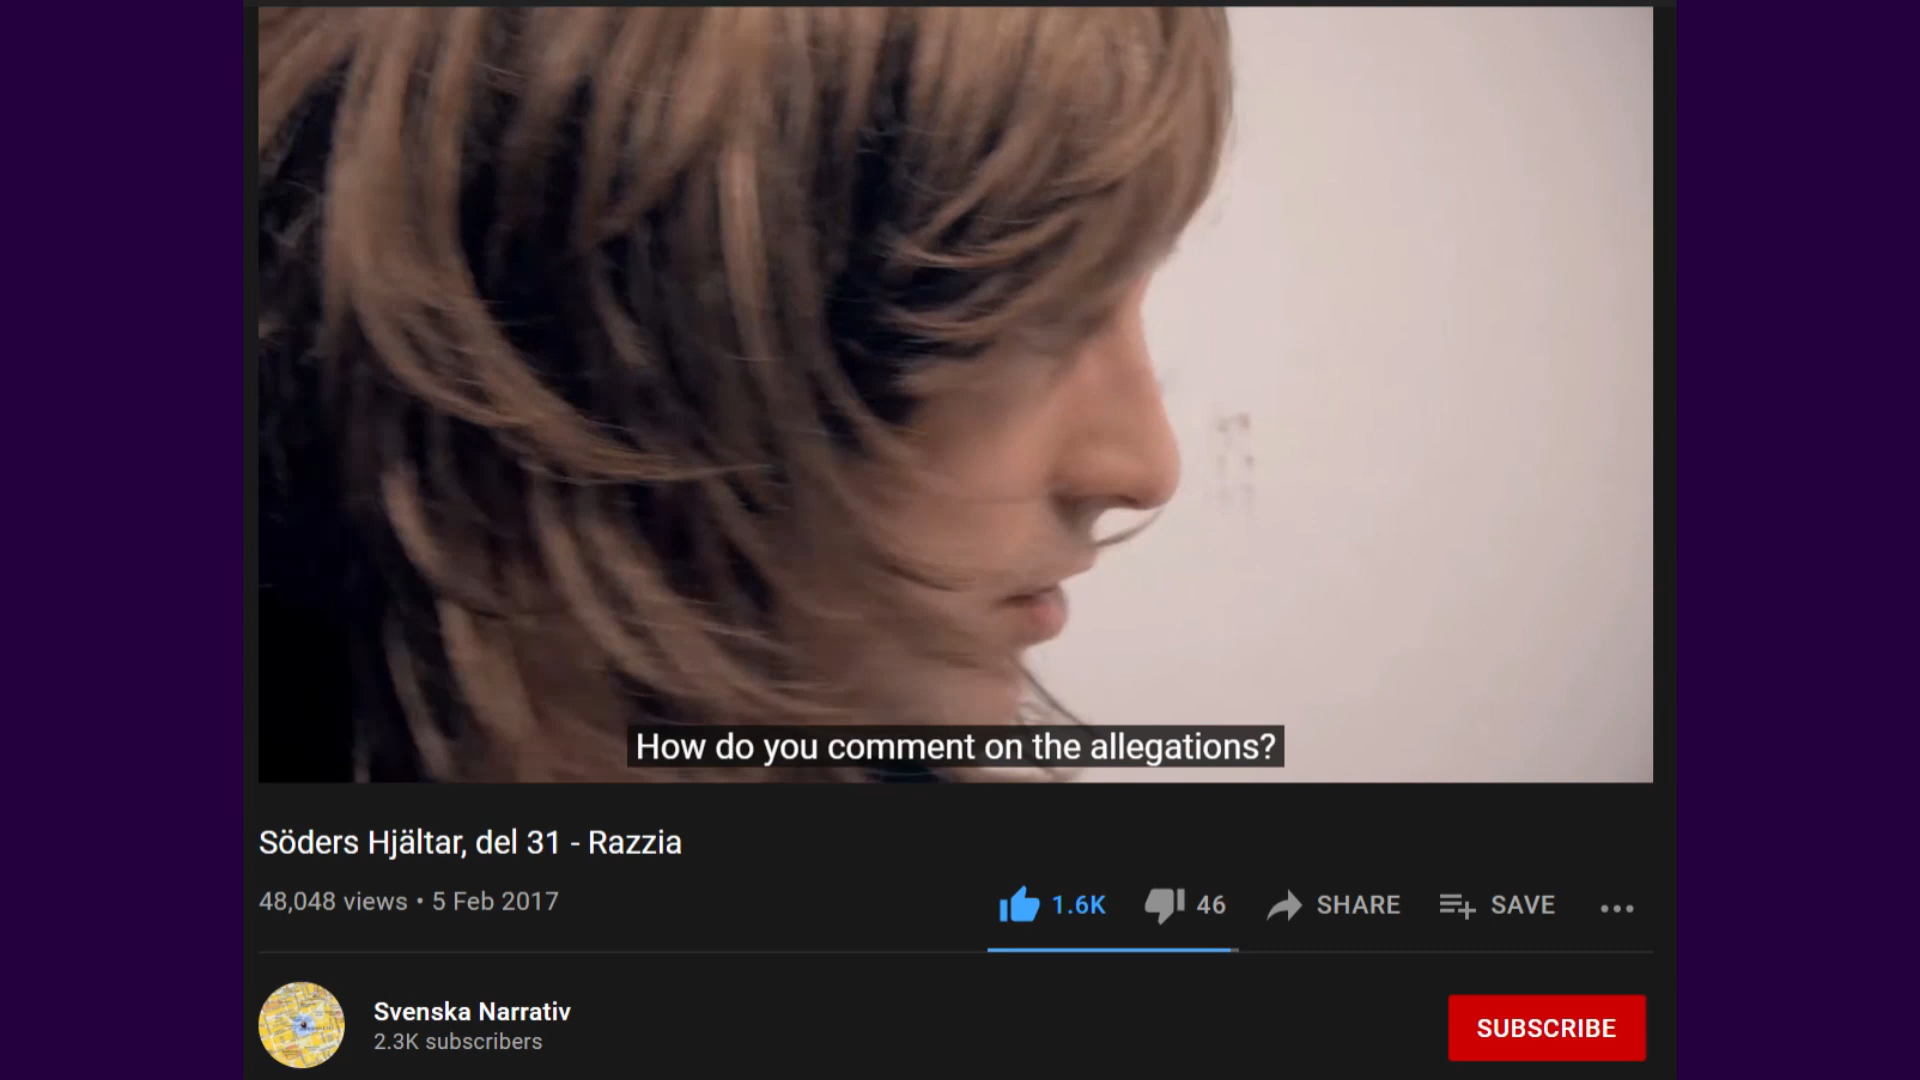 How do you comment on the allegations?
Söders Hjältar, del 31 - Razzia
48,048 views • 5 Feb 2017
1.6K 46 SHARE SAVE
Svenska Narrativ
2.3K subscribers
SUBSCRIBE